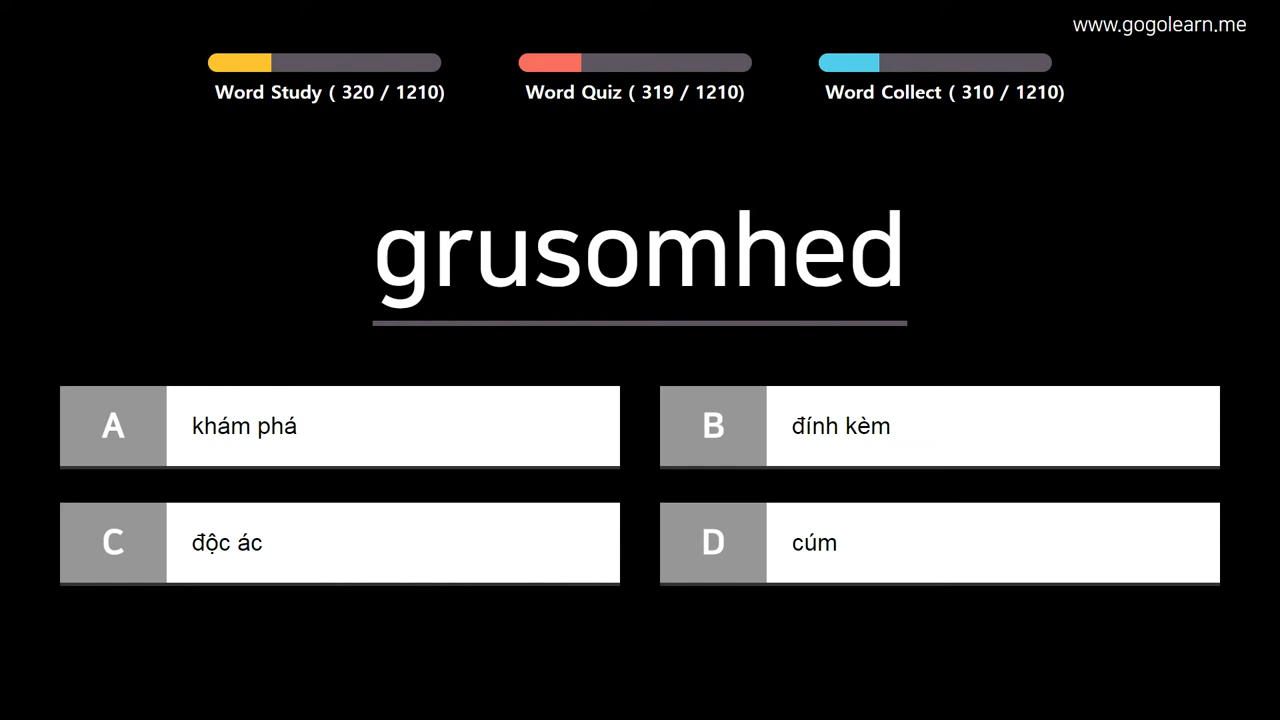 www.gogolearn.me
Word Study ( 320 / 1210)
Word Quiz ( 319 / 1210)
Word Collect ( 310 / 1210)
grusomhed
A khám phá
B đính kèm
C độc ác
D cúm